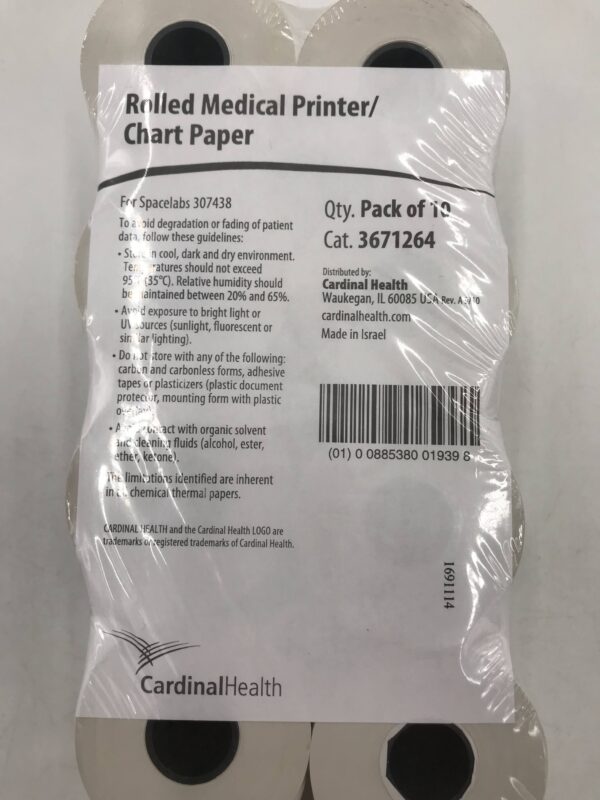 Rolled Medical Printer/
Chart Paper
For Spacelabs 307438
To avoid degradation or fading of patient
data, follow these guidelines:
• Store in cool, dark and dry environment.
Temperatures should not exceed
95°F (35°C). Relative humidity should
be maintained between 20% and 65%.
• Avoid exposure to bright light or
UV sources (sunlight, fluorescent or
similar lighting).
• Do not store with any of the following:
carbon and carbonless forms, adhesive
tapes or plasticizers (plastic document
protector, mounting form with plastic
overlay).
• Avoid contact with organic solvent
and cleaning fluids (alcohol, ester,
ether, ketone).
The limitations identified are inherent
in all chemical thermal papers.
CARDINAL HEALTH and the Cardinal Health LOGO are
trademarks or registered trademarks of Cardinal Health.
Qty. Pack of 10
Cat. 3671264
Distributed by:
Cardinal Health
Waukegan, IL 60085 USA Rev. A
cardinalhealth.com
Made in Israel
(01) 0 0885380 01939 8
1691114
CardinalHealth